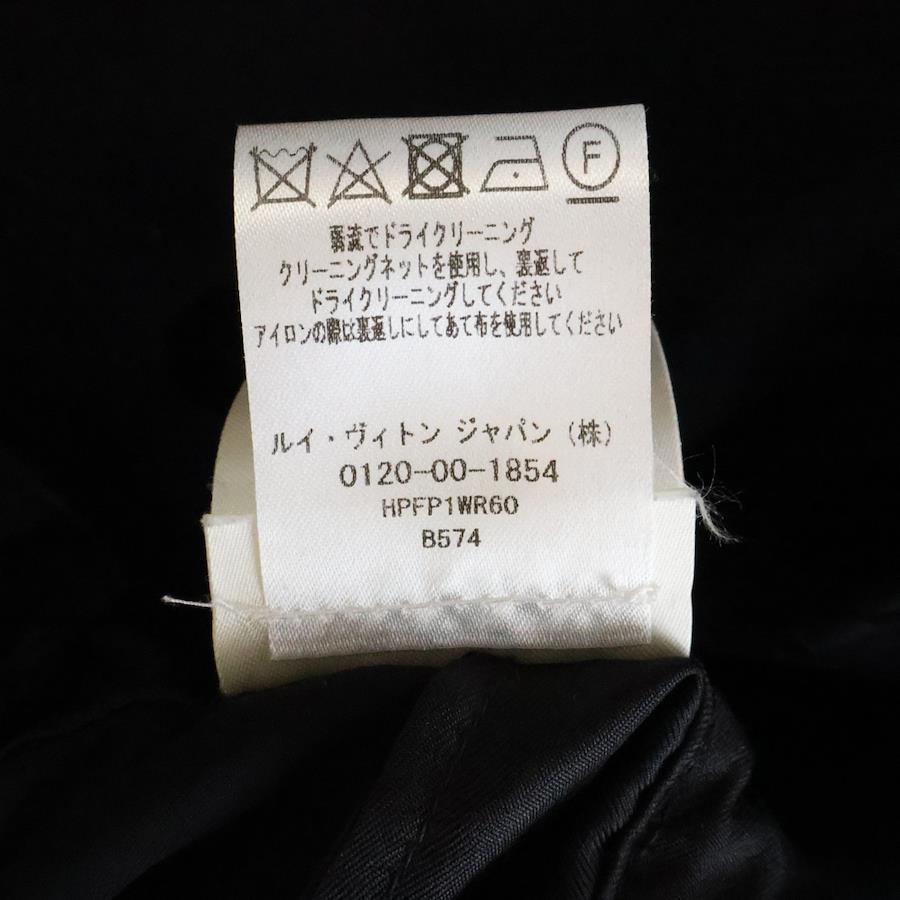 F
弱流でドライクリーニング
クリーニングネットを使用し、裏返して
ドライクリーニングしてください
アイロンの際は裏返しにしてあて布を使用してください
ルイ・ヴィトン ジャパン (株)
0120-00-1854
HPFP1WR60
B574